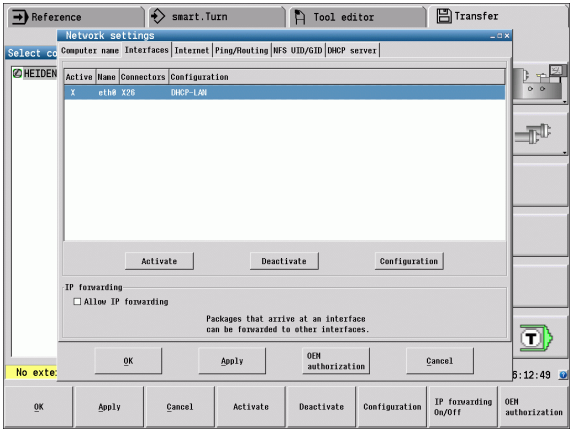 Reference
smart.Turn
Tool editor
Transfer
Network settings
Select co
Computer name Interfaces Internet Ping/Routing NFS UID/GID DHCP server
HEIDEN
Active Name Connectors Configuration
X eth0 X26 DHCP-LAN
Activate Deactivate Configuration
IP forwarding
Allow IP forwarding
Packages that arrive at an interface
can be forwarded to other interfaces.
T
OK Apply OEM authorization Cancel
No exte
6:12:49
OK Apply Cancel Activate Deactivate Configuration IP forwarding On/Off OEM authorization